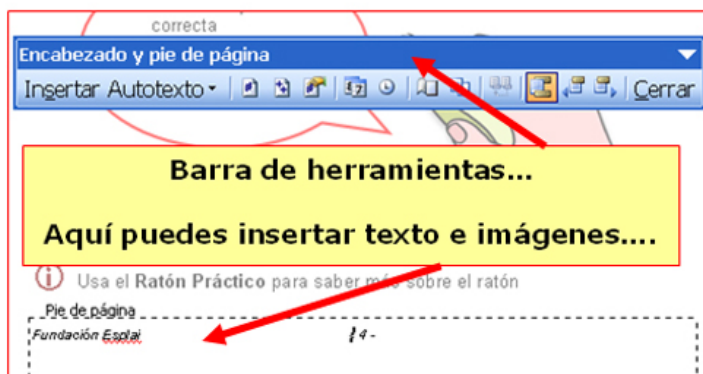 correcta
Encabezado y pie de página
Insertar Autotexto Cerrar
Barra de herramientas...
Aquí puedes insertar texto e imágenes....
Usa el Ratón Práctico para saber más sobre el ratón
Pie de página
Fundación Esplai 4 -